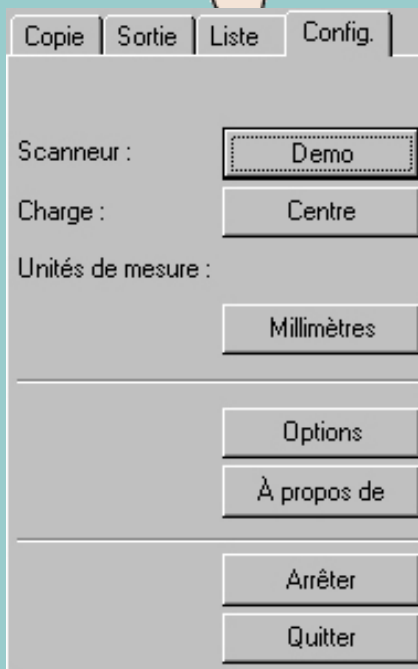 Copie Sortie Liste Config.
Scanneur : Demo
Charge : Centre
Unités de mesure :
Millimètres
Options
À propos de
Arrêter
Quitter